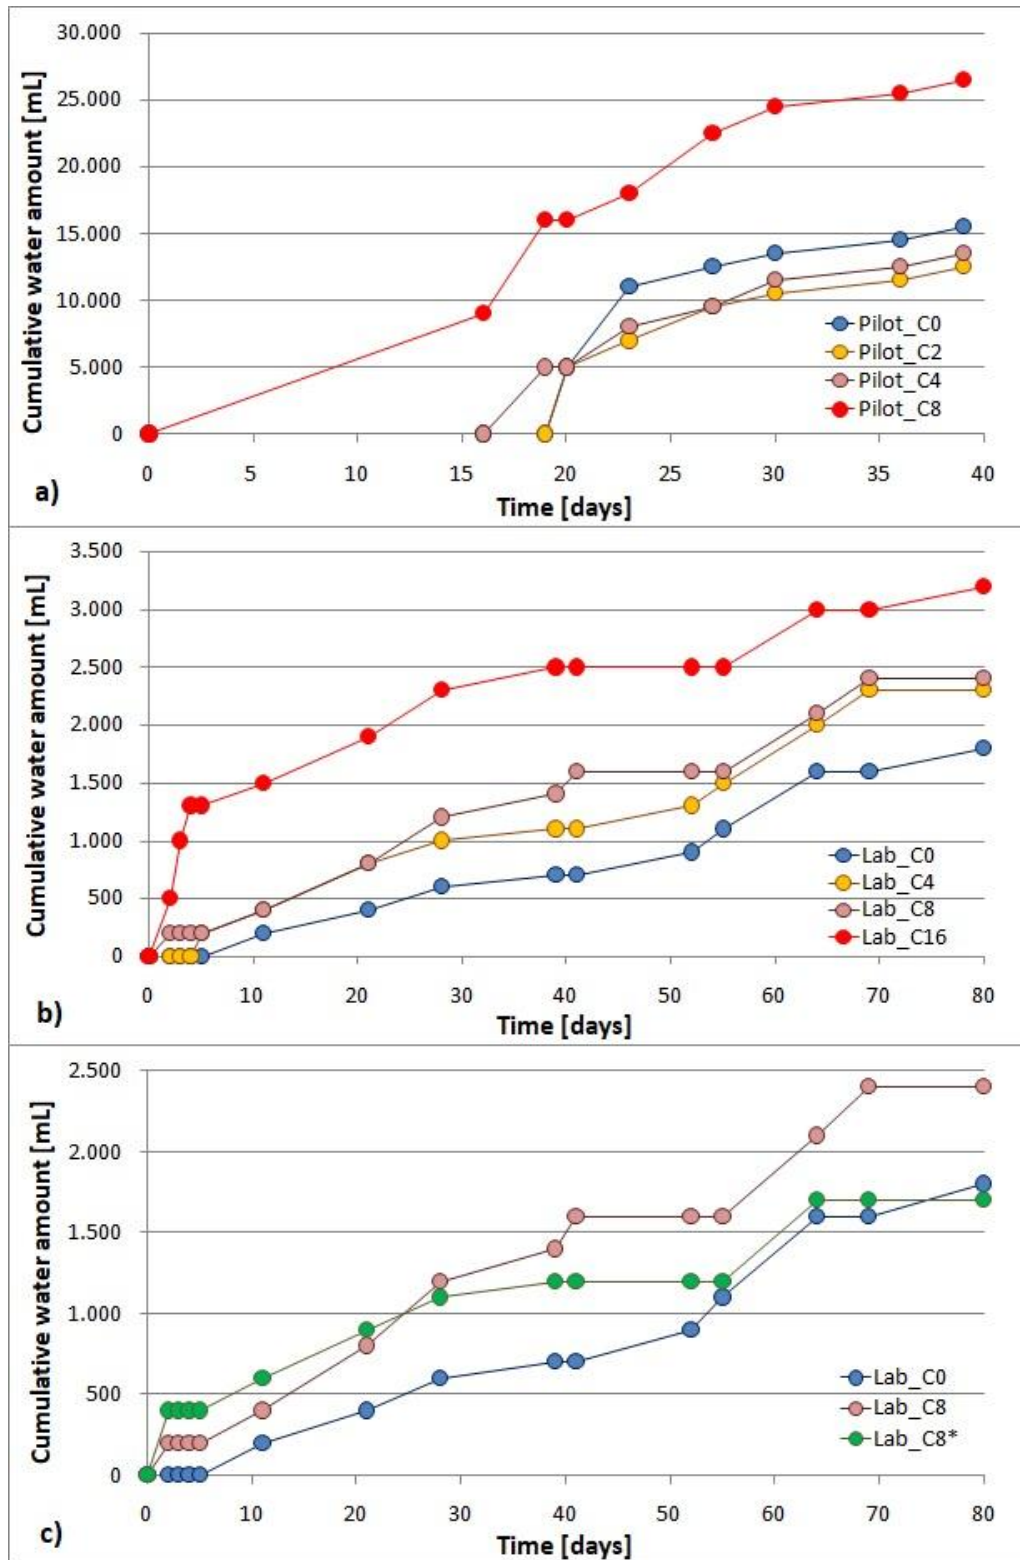 Cumulative water amount [mL]
30.000
25.000
20.000
15.000
10.000
5.000
0
Pilot_C0
Pilot_C2
Pilot_C4
Pilot_C8
0 5 10 15 20 25 30 35 40
a)
Time [days]
Cumulative water amount [mL]
3.500
3.000
2.500
2.000
1.500
1.000
500
0
Lab_C0
Lab_C4
Lab_C8
Lab_C16
0 10 20 30 40 50 60 70 80
b)
Time [days]
Cumulative water amount [mL]
2.500
2.000
1.500
1.000
500
0
Lab_C0
Lab_C8
Lab_C8*
0 10 20 30 40 50 60 70 80
c)
Time [days]